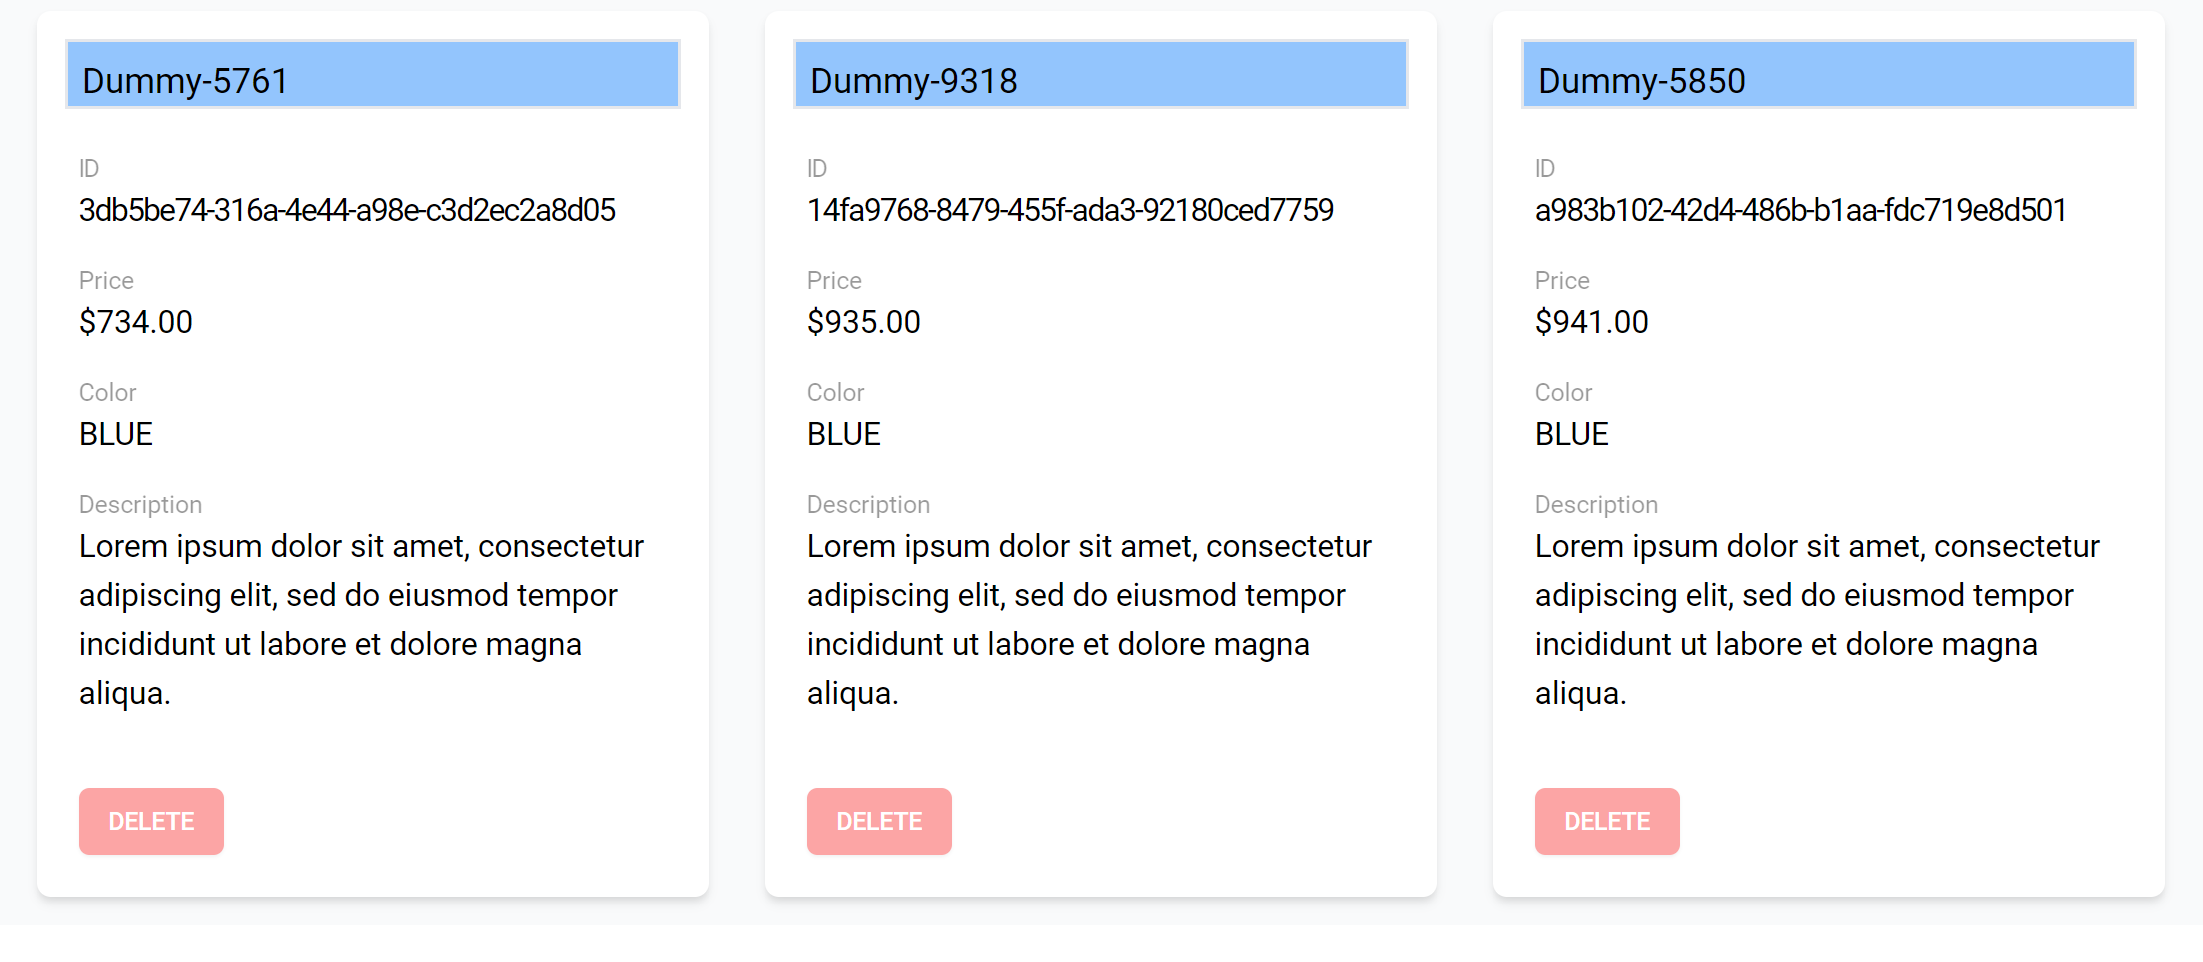 Dummy-5761
ID
3db5be74-316a-4e44-a98e-c3d2ec2a8d05
Price
$734.00
Color
BLUE
Description
Lorem ipsum dolor sit amet, consectetur
adipiscing elit, sed do eiusmod tempor
incididunt ut labore et dolore magna
aliqua.
DELETE
Dummy-9318
ID
14fa9768-8479-455f-ada3-92180ced7759
Price
$935.00
Color
BLUE
Description
Lorem ipsum dolor sit amet, consectetur
adipiscing elit, sed do eiusmod tempor
incididunt ut labore et dolore magna
aliqua.
DELETE
Dummy-5850
ID
a983b102-42d4-486b-b1aa-fdc719e8d501
Price
$941.00
Color
BLUE
Description
Lorem ipsum dolor sit amet, consectetur
adipiscing elit, sed do eiusmod tempor
incididunt ut labore et dolore magna
aliqua.
DELETE